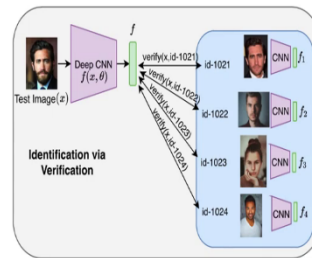 f
Deep CNN
f(x, θ)
Test Image(x)
verify(x,id-1021)
verify(x,id-1022)
verify(x,id-1023)
verify(x,id-1024)
Identification via
Verification
id-1021
CNN
f1
id-1022
CNN
f2
id-1023
CNN
f3
id-1024
CNN
f4